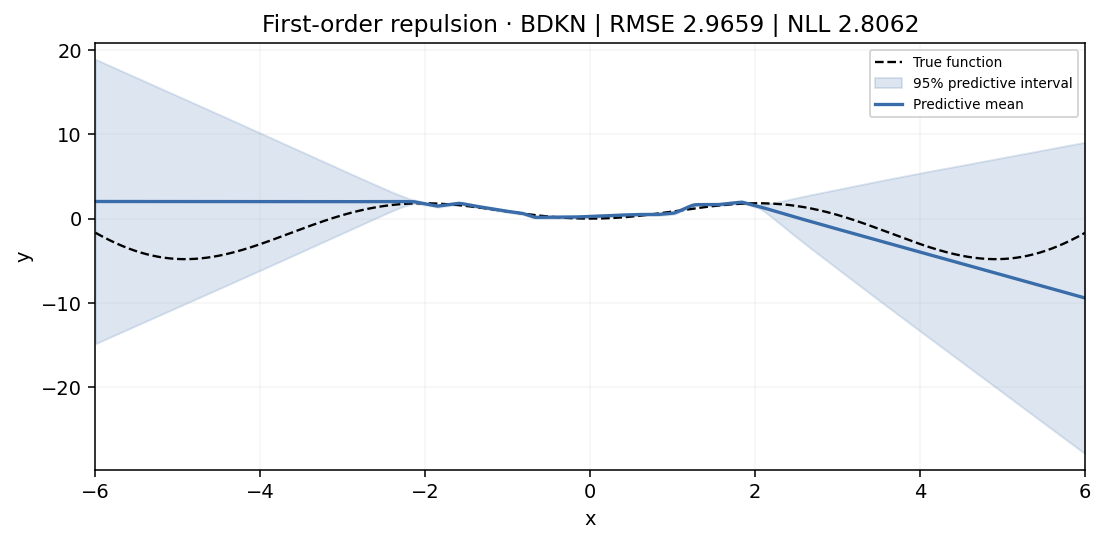 First-order repulsion · BDKN | RMSE 2.9659 | NLL 2.8062
True function
95% predictive interval
Predictive mean
20
10
0
−10
−20
y
−6 −4 −2 0 2 4 6
x